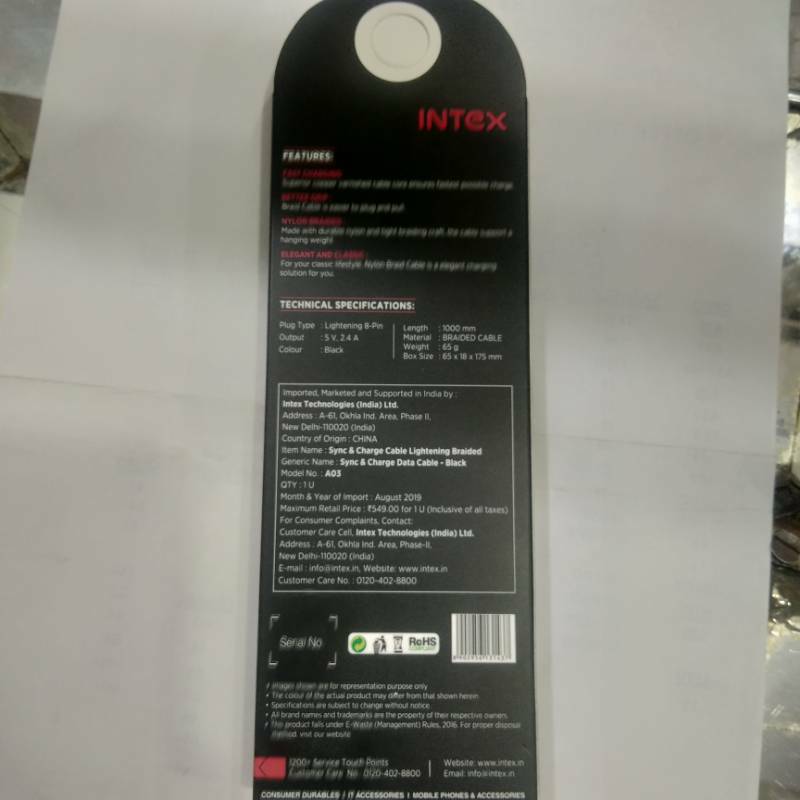 INTEX
FEATURES:
FAST CHARGING
Superior copper varnished cable core ensures fastest possible charge.
BETTER GRIP
Braid Cable is easier to plug and pull.
NYLON BRAIDED
Made with durable nylon and tight braiding craft, the cable support a
hanging weight
ELEGANT AND CLASSIC
For your classic lifestyle, Nylon Braid Cable is a elegant charging
solution for you.
TECHNICAL SPECIFICATIONS:
Plug Type : Lightening 8-Pin
Output : 5 V, 2.4 A
Colour : Black
Length : 1000 mm
Material : BRAIDED CABLE
Weight : 65 g
Box Size : 65 x 18 x 175 mm
Imported, Marketed and Supported in India by :
Intex Technologies (India) Ltd.
Address : A-61, Okhla Ind. Area, Phase II,
New Delhi-110020 (India)
Country of Origin : CHINA
Item Name : Sync & Charge Cable Lightening Braided
Generic Name : Sync & Charge Data Cable - Black
Model No. : A03
QTY : 1 U
Month & Year of Import : August 2019
Maximum Retail Price : ₹549.00 for 1 U (Inclusive of all taxes)
For Consumer Complaints, Contact:
Customer Care Cell, Intex Technologies (India) Ltd.
Address : A-61, Okhla Ind. Area, Phase-II,
New Delhi-110020 (India)
E-mail : info@intex.in, Website: www.intex.in
Customer Care No. : 0120-402-8800
Serial No
RoHS
COMPLIANT
• Images shown are for representation purpose only
• The colour of the actual product may differ from that shown herein
• Specifications are subject to change without notice
• All brand names and trademarks are the property of their respective owners.
• This product falls under E-Waste (Management) Rules, 2016. For proper disposal
method, visit our website
1200+ Service Touch Points
Customer Care No. 0120-402-8800
Website: www.intex.in
Email: info@intex.in
CONSUMER DURABLES / IT ACCESSORIES | MOBILE PHONES & ACCESSORIES